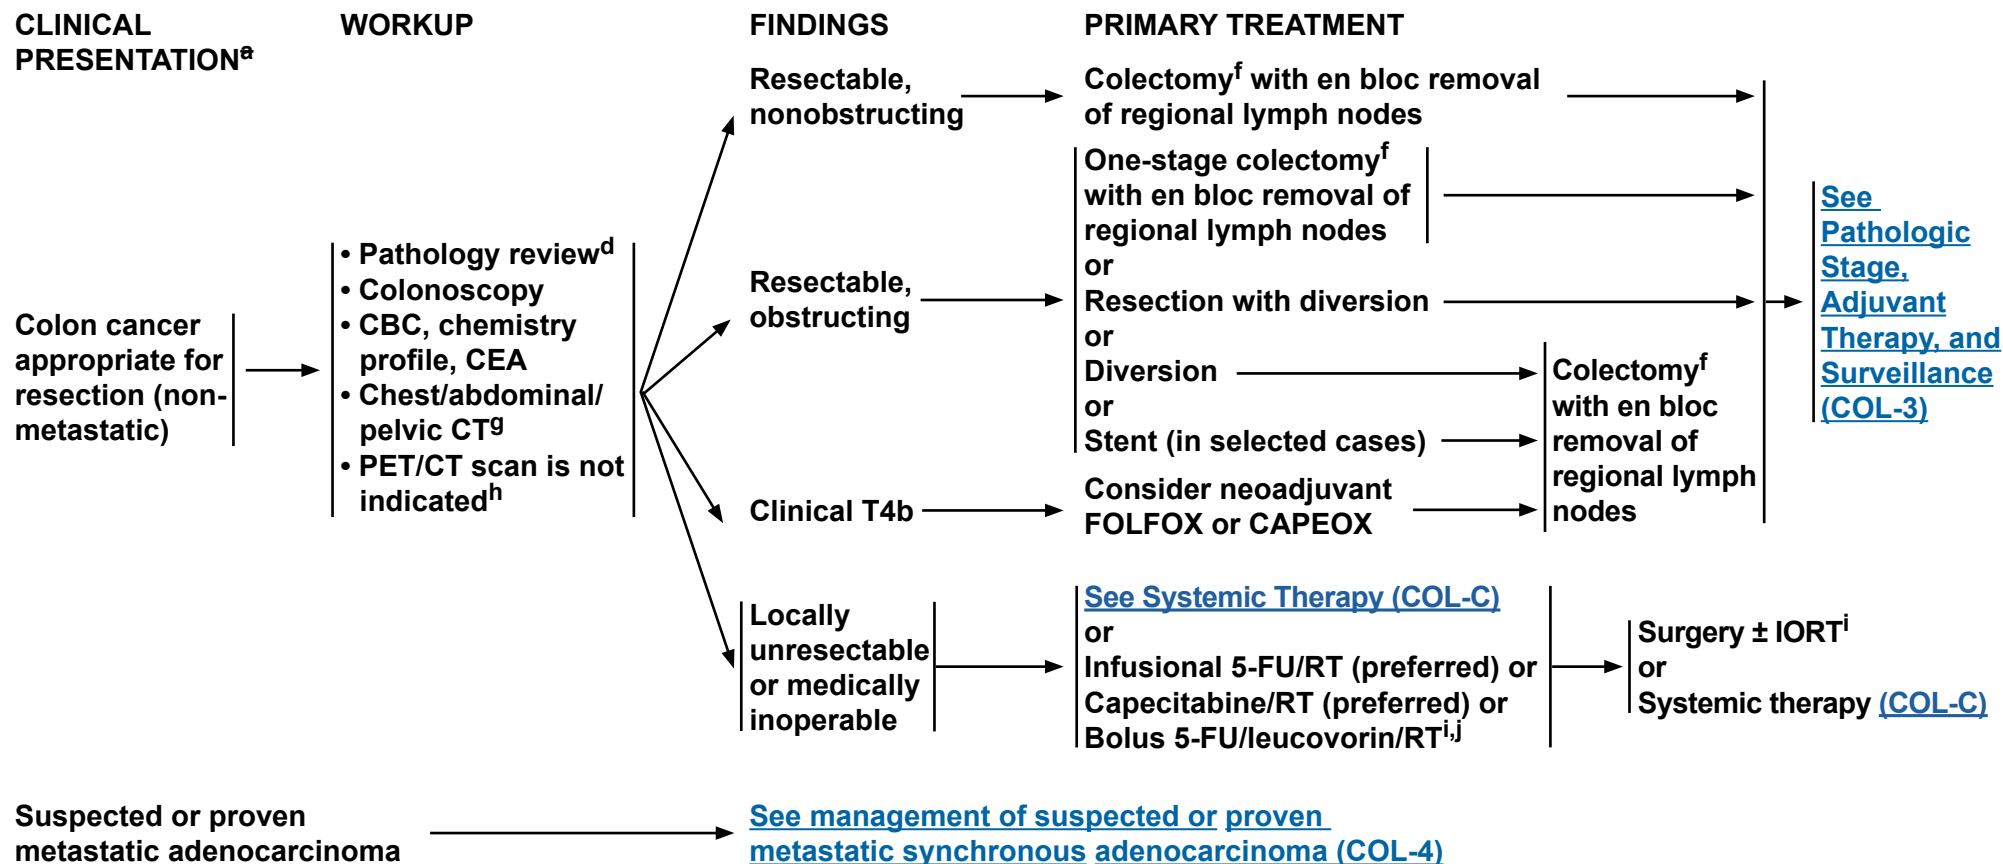 CLINICAL
PRESENTATIONª
WORKUP
FINDINGS
PRIMARY TREATMENT
Colon cancer
appropriate for
resection (non-
metastatic)
• Pathology reviewᵈ
• Colonoscopy
• CBC, chemistry
profile, CEA
• Chest/abdominal/
pelvic CTᵍ
• PET/CT scan is not
indicatedʰ
Resectable,
nonobstructing
Colectomyᶠ with en bloc removal
of regional lymph nodes
Resectable,
obstructing
One-stage colectomyᶠ
with en bloc removal of
regional lymph nodes
or
Resection with diversion
or
Diversion
or
Stent (in selected cases)
Clinical T4b
Consider neoadjuvant
FOLFOX or CAPEOX
Colectomyᶠ
with en bloc
removal of
regional lymph
nodes
See
Pathologic
Stage,
Adjuvant
Therapy, and
Surveillance
(COL-3)
Locally
unresectable
or medically
inoperable
See Systemic Therapy (COL-C)
or
Infusional 5-FU/RT (preferred) or
Capecitabine/RT (preferred) or
Bolus 5-FU/leucovorin/RTⁱ,ʲ
Surgery ± IORTⁱ
or
Systemic therapy (COL-C)
Suspected or proven
metastatic adenocarcinoma
See management of suspected or proven
metastatic synchronous adenocarcinoma (COL-4)